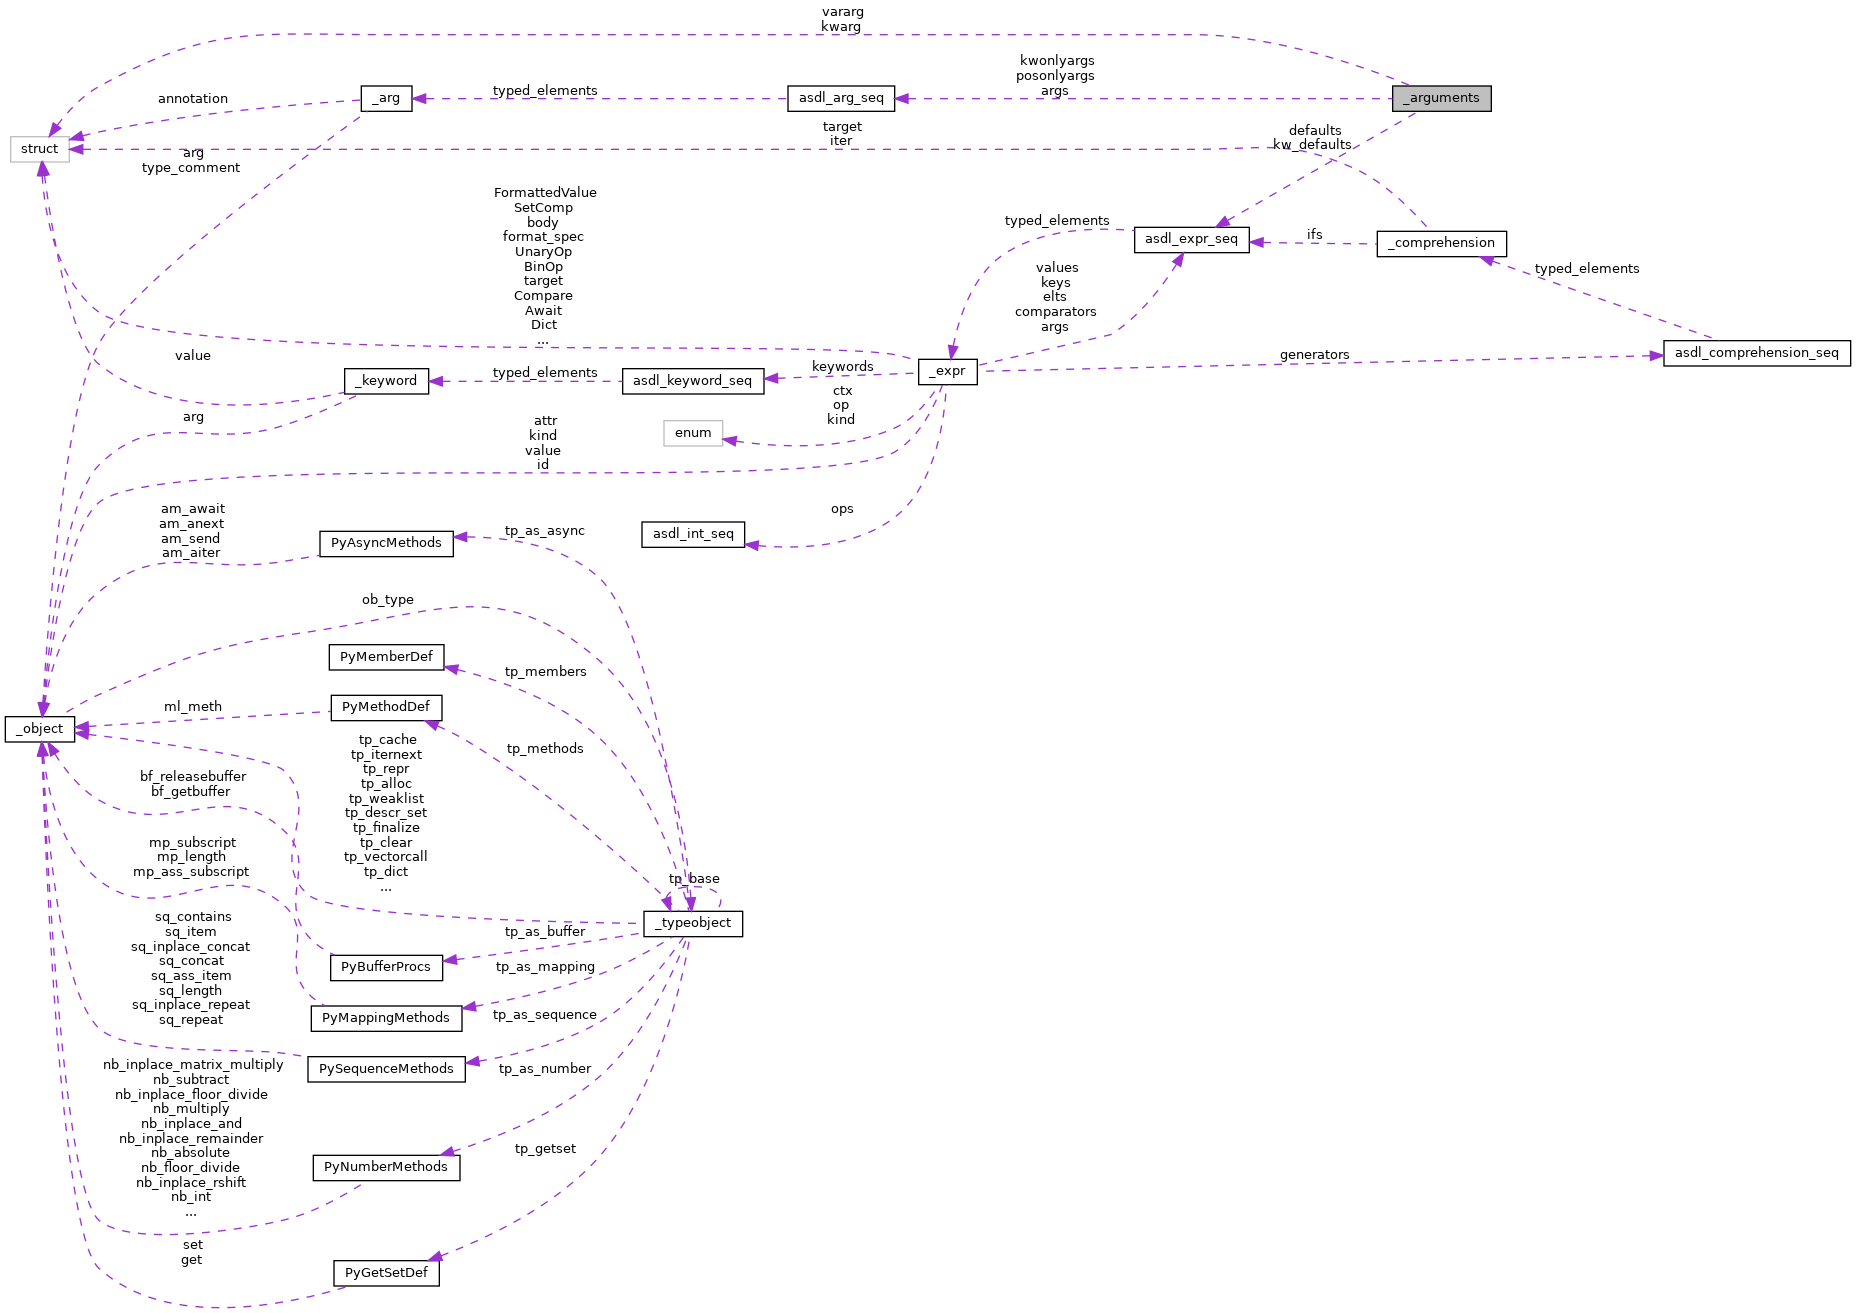 vararg
kwarg
kwonlyargs
posonlyargs
args
_arguments
asdl_arg_seq
typed_elements
_arg
annotation
struct
target
iter
defaults
kw_defaults
arg
type_comment
FormattedValue
SetComp
body
format_spec
UnaryOp
BinOp
target
Compare
Await
Dict
...
typed_elements
asdl_expr_seq
ifs
_comprehension
typed_elements
values
keys
elts
comparators
args
asdl_comprehension_seq
generators
_expr
value
_keyword
typed_elements
asdl_keyword_seq
keywords
ctx
op
kind
enum
arg
attr
kind
value
id
ops
asdl_int_seq
am_await
am_anext
am_send
am_aiter
PyAsyncMethods
tp_as_async
ob_type
PyMemberDef
tp_members
ml_meth
PyMethodDef
tp_methods
_object
tp_cache
tp_iternext
tp_repr
tp_alloc
tp_weaklist
tp_descr_set
tp_finalize
tp_clear
tp_vectorcall
tp_dict
...
bf_releasebuffer
bf_getbuffer
mp_subscript
mp_length
mp_ass_subscript
tp_base
_typeobject
tp_as_buffer
PyBufferProcs
tp_as_mapping
PyMappingMethods
sq_contains
sq_item
sq_inplace_concat
sq_concat
sq_ass_item
sq_length
sq_inplace_repeat
sq_repeat
tp_as_sequence
PySequenceMethods
tp_as_number
nb_inplace_matrix_multiply
nb_subtract
nb_inplace_floor_divide
nb_multiply
nb_inplace_and
nb_inplace_remainder
nb_absolute
nb_floor_divide
nb_inplace_rshift
nb_int
...
PyNumberMethods
tp_getset
set
get
PyGetSetDef